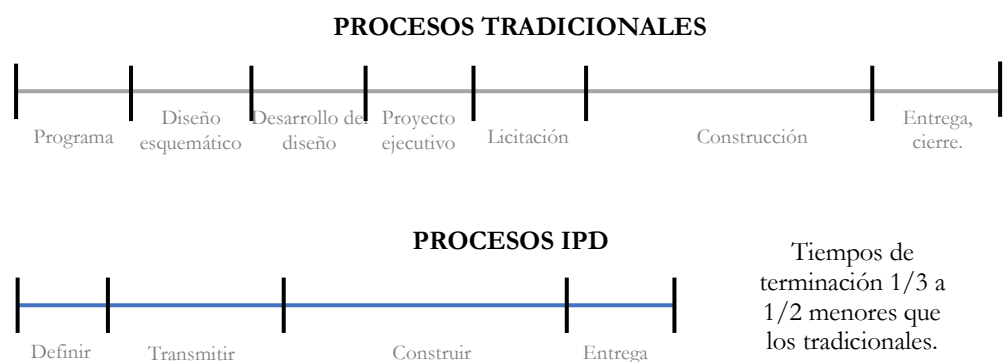 PROCESOS TRADICIONALES
Programa
Diseño
esquemático
Desarrollo de
diseño
Proyecto
ejecutivo
Licitación
Construcción
Entrega,
cierre.
PROCESOS IPD
Definir
Transmitir
Construir
Entrega
Tiempos de
terminación 1/3 a
1/2 menores que
los tradicionales.